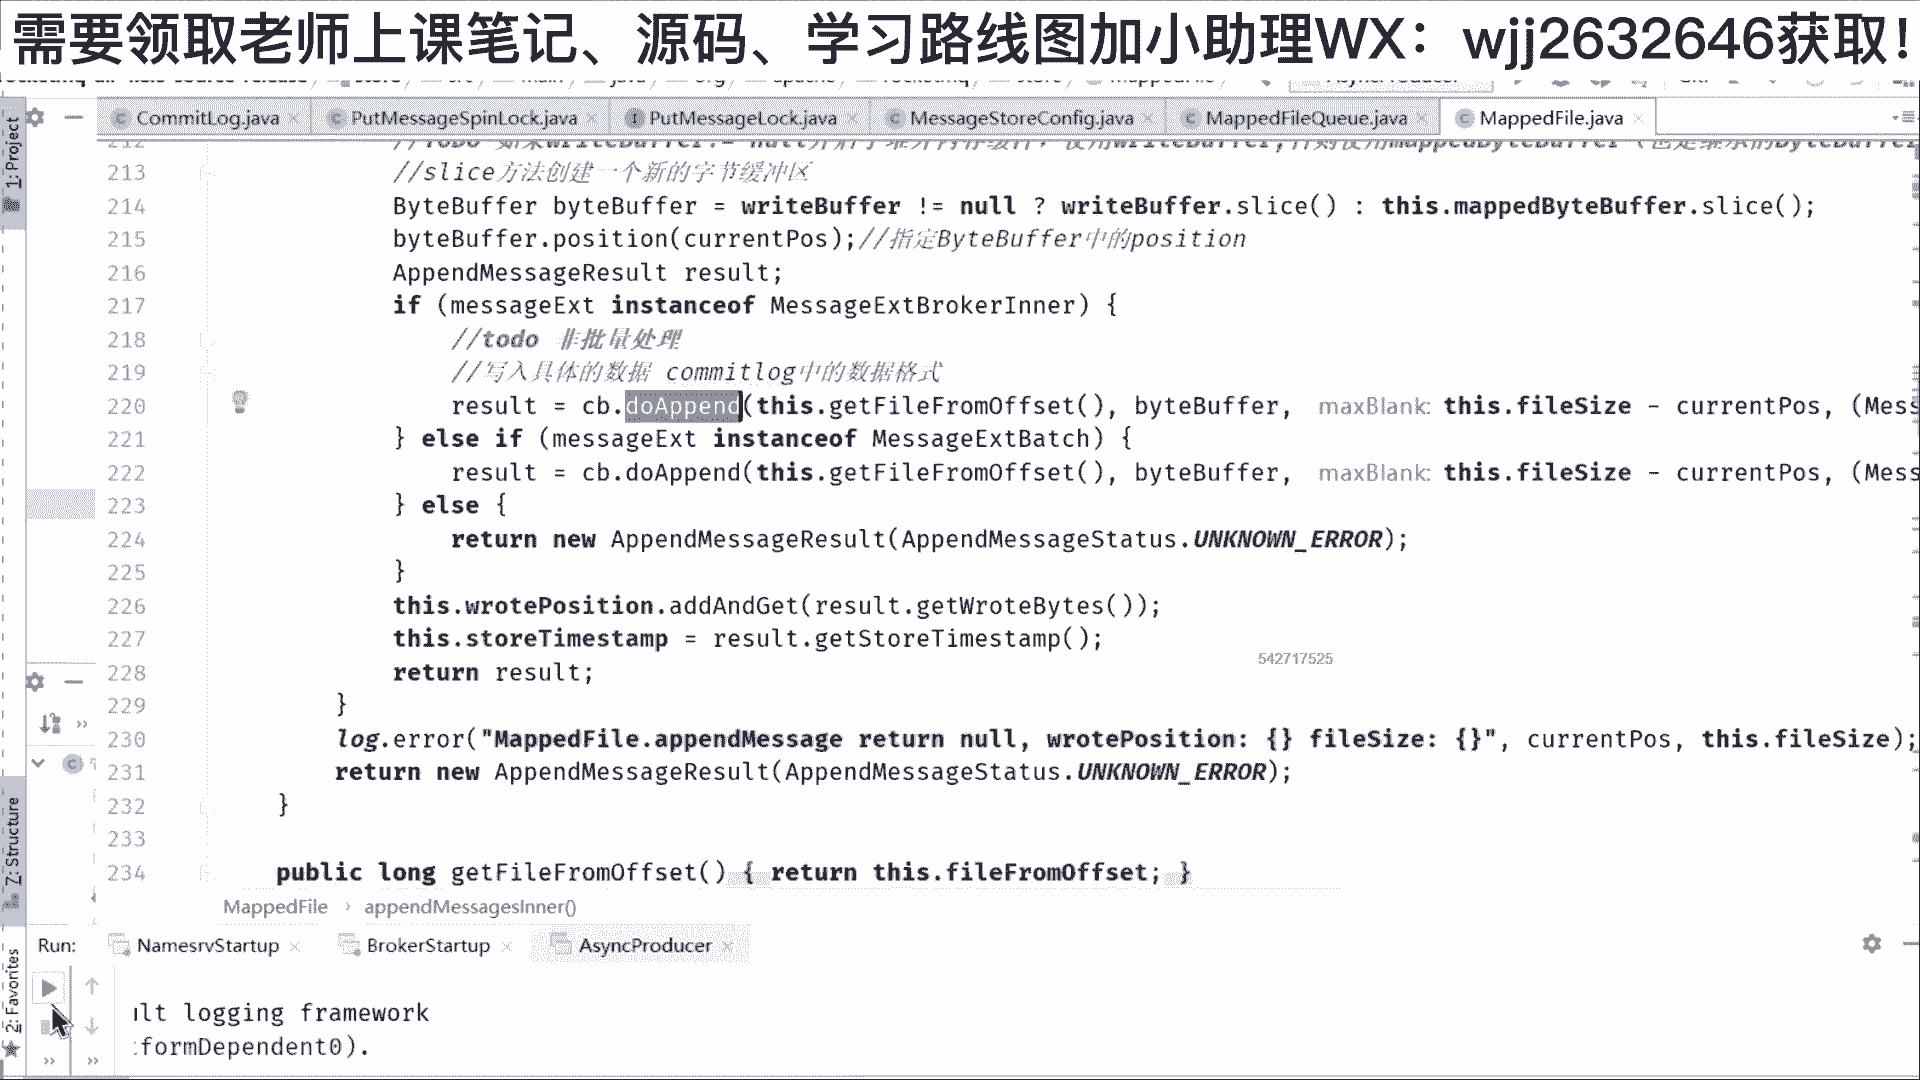 需要领取老师上课笔记、源码、学习路线图加小助理WX：wjj2632646获取！
1: Project
CommitLog.java
PutMessageSpinLock.java
PutMessageLock.java
MessageStoreConfig.java
MappedFileQueue.java
MappedFile.java
213 //slice方法创建一个新的字节缓冲区
214 ByteBuffer byteBuffer = writeBuffer != null ? writeBuffer.slice() : this.mappedByteBuffer.slice();
215 byteBuffer.position(currentPos);//指定ByteBuffer中的position
216 AppendMessageResult result;
217 if (messageExt instanceof MessageExtBrokerInner) {
218 //todo 非批量处理
219 //写入具体的数据 commitlog中的数据格式
220 result = cb.doAppend(this.getFileFromOffset(), byteBuffer, maxBlank: this.fileSize - currentPos, (Mess
221 } else if (messageExt instanceof MessageExtBatch) {
222 result = cb.doAppend(this.getFileFromOffset(), byteBuffer, maxBlank: this.fileSize - currentPos, (Mess
223 } else {
224 return new AppendMessageResult(AppendMessageStatus.UNKNOWN_ERROR);
225 }
226 this.wrotePosition.addAndGet(result.getWroteBytes());
227 this.storeTimestamp = result.getStoreTimestamp();
542717525
228 return result;
229 }
230 log.error("MappedFile.appendMessage return null, wrotePosition: {} fileSize: {}", currentPos, this.fileSize);
231 return new AppendMessageResult(AppendMessageStatus.UNKNOWN_ERROR);
232 }
233
234 public long getFileFromOffset() { return this.fileFromOffset; }
Z: Structure
MappedFile › appendMessagesInner()
2: Favorites
Run: NamesrvStartup BrokerStartup AsyncProducer
ult logging framework
:formDependent0).